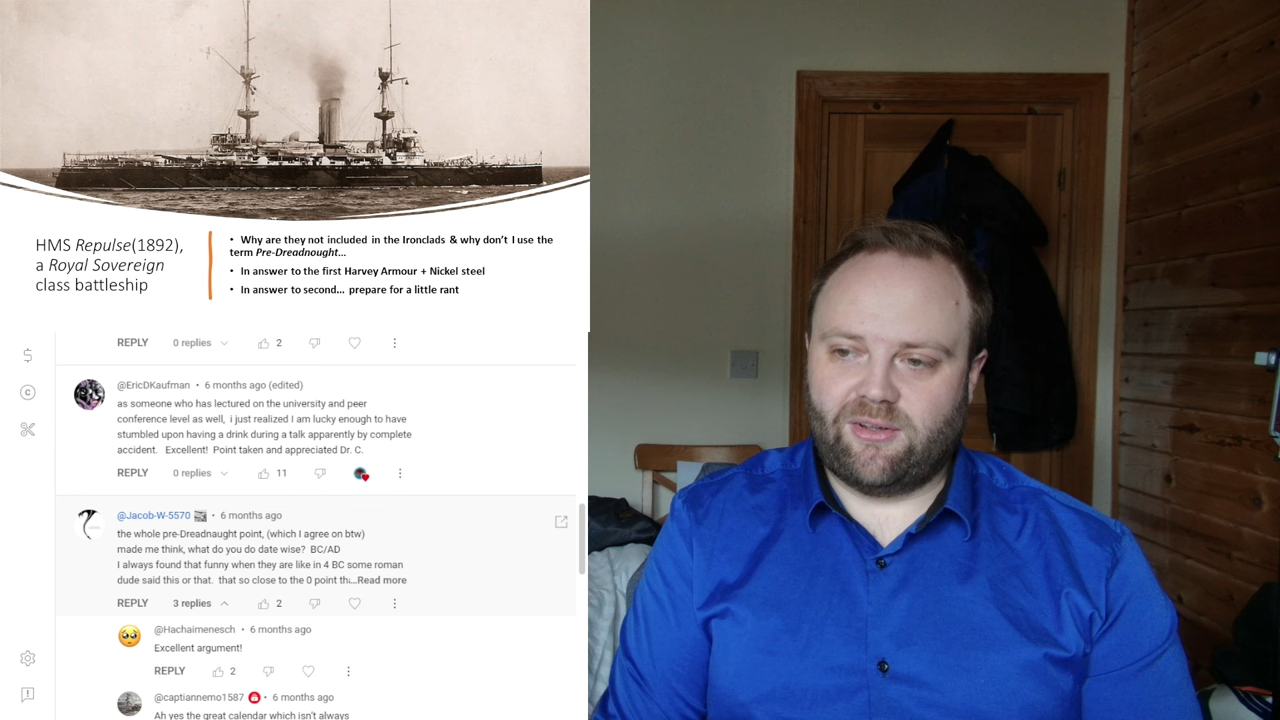 HMS Repulse(1892),
a Royal Sovereign
class battleship
• Why are they not included in the Ironclads & why don't I use the
term Pre-Dreadnought...
• In answer to the first Harvey Armour + Nickel steel
• In answer to second... prepare for a little rant
REPLY 0 replies 2
@EricDKaufman • 6 months ago (edited)
as someone who has lectured on the university and peer
conference level as well, i just realized I am lucky enough to have
stumbled upon having a drink during a talk apparently by complete
accident. Excellent! Point taken and appreciated Dr. C.
REPLY 0 replies 11
@Jacob-W-5570 • 6 months ago
the whole pre-Dreadnaught point, (which I agree on btw)
made me think, what do you do date wise? BC/AD
I always found that funny when they are like in 4 BC some roman
dude said this or that. that so close to the 0 point th...Read more
REPLY 3 replies 2
@Hachaimenesch • 6 months ago
Excellent argument!
REPLY 2
@captiannemo1587 • 6 months ago
Ah yes the great calendar which isn't always